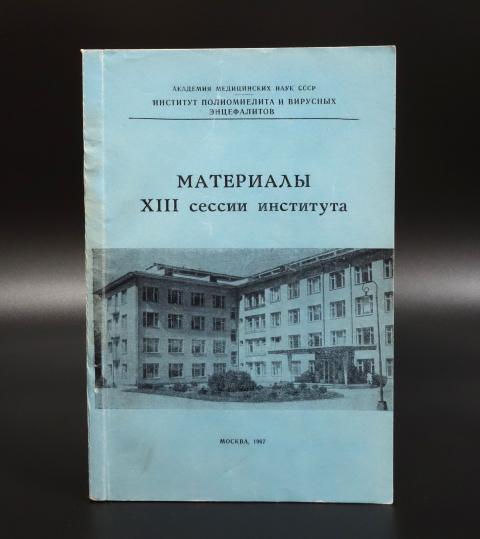 АКАДЕМИЯ МЕДИЦИНСКИХ НАУК СССР
ИНСТИТУТ ПОЛИОМИЕЛИТА И ВИРУСНЫХ
ЭНЦЕФАЛИТОВ
МАТЕРИАЛЫ
XIII сессии института
МОСКВА, 1967